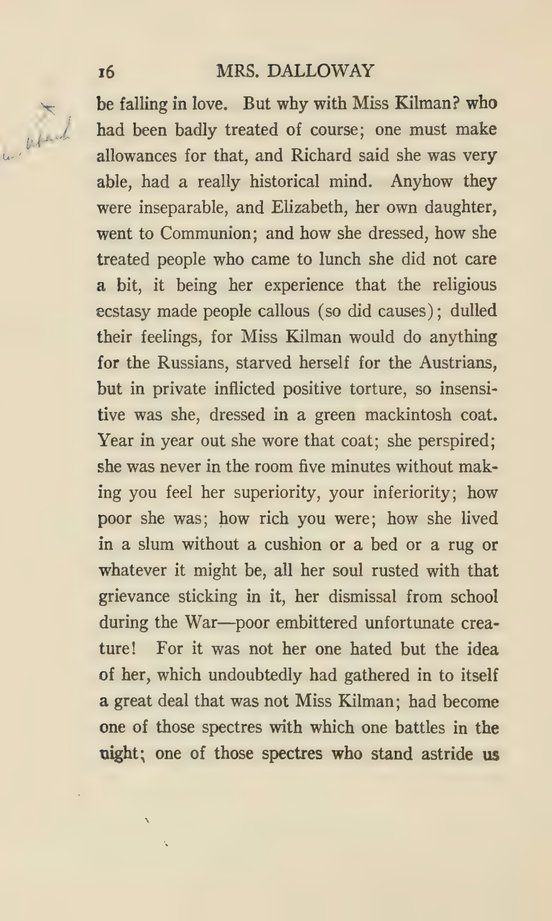 16 MRS. DALLOWAY
be falling in love. But why with Miss Kilman? who
had been badly treated of course; one must make
allowances for that, and Richard said she was very
able, had a really historical mind. Anyhow they
were inseparable, and Elizabeth, her own daughter,
went to Communion; and how she dressed, how she
treated people who came to lunch she did not care
a bit, it being her experience that the religious
ecstasy made people callous (so did causes); dulled
their feelings, for Miss Kilman would do anything
for the Russians, starved herself for the Austrians,
but in private inflicted positive torture, so insensi-
tive was she, dressed in a green mackintosh coat.
Year in year out she wore that coat; she perspired;
she was never in the room five minutes without mak-
ing you feel her superiority, your inferiority; how
poor she was; how rich you were; how she lived
in a slum without a cushion or a bed or a rug or
whatever it might be, all her soul rusted with that
grievance sticking in it, her dismissal from school
during the War—poor embittered unfortunate crea-
ture! For it was not her one hated but the idea
of her, which undoubtedly had gathered in to itself
a great deal that was not Miss Kilman; had become
one of those spectres with which one battles in the
night; one of those spectres who stand astride us